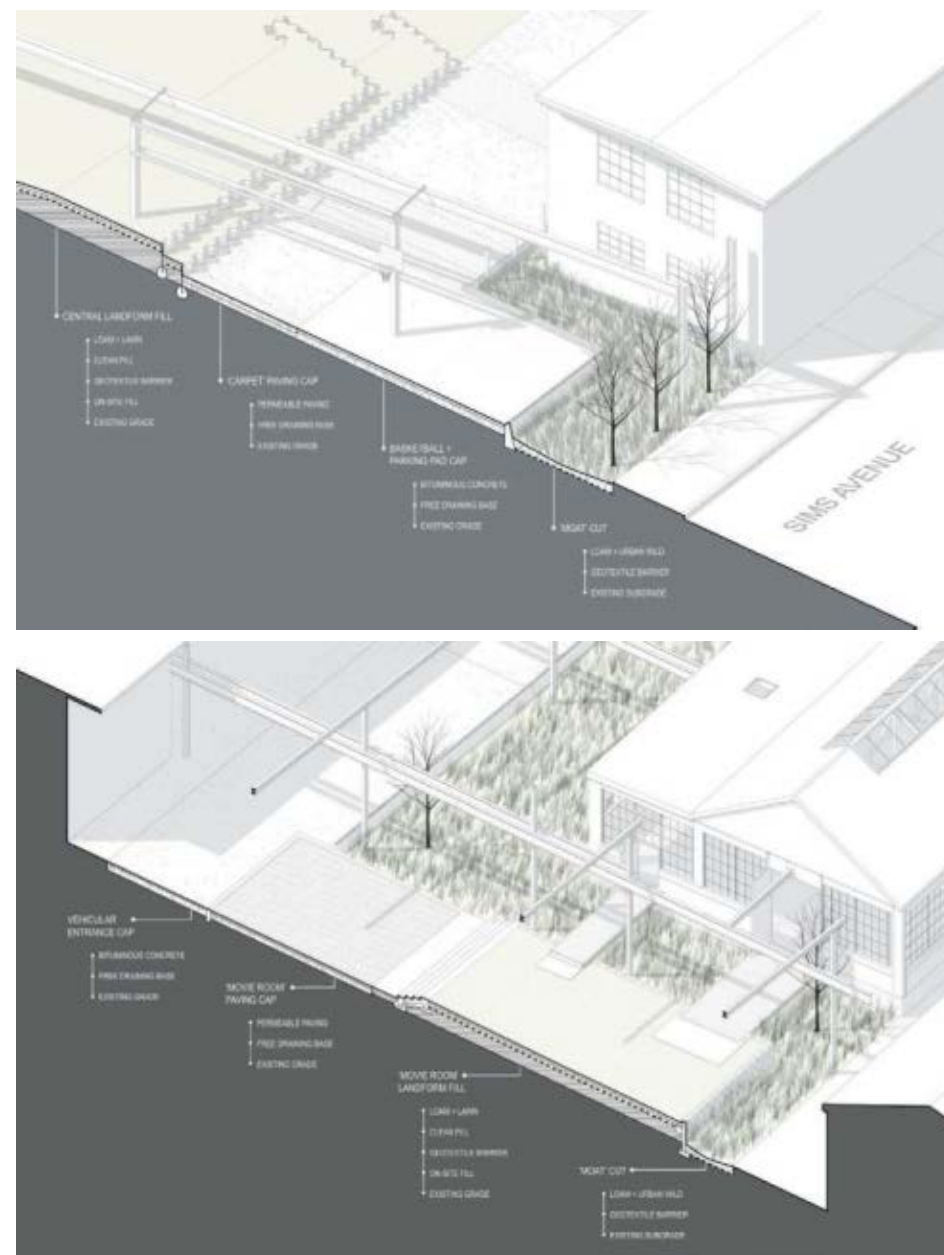 CENTRAL LANDFORM FILL
LOAM + LAWN
CLEAN FILL
GEOTEXTILE BARRIER
ON-SITE FILL
EXISTING GRADE
'CARPET' PAVING CAP
PERMEABLE PAVING
FREE DRAINING BASE
EXISTING GRADE
BASKETBALL +
PARKING PAD CAP
BITUMINOUS CONCRETE
FREE DRAINING BASE
EXISTING GRADE
'MOAT' CUT
LOAM + URBAN WILD
GEOTEXTILE BARRIER
EXISTING SUBGRADE
SIMS AVENUE
VEHICULAR
ENTRANCE CAP
BITUMINOUS CONCRETE
FREE DRAINING BASE
EXISTING GRADE
'MOVIE ROOM'
PAVING CAP
PERMEABLE PAVING
FREE DRAINING BASE
EXISTING GRADE
'MOVIE ROOM'
LANDFORM FILL
LOAM + LAWN
CLEAN FILL
GEOTEXTILE BARRIER
ON-SITE FILL
EXISTING GRADE
'MOAT' CUT
LOAM + URBAN WILD
GEOTEXTILE BARRIER
EXISTING SUBGRADE